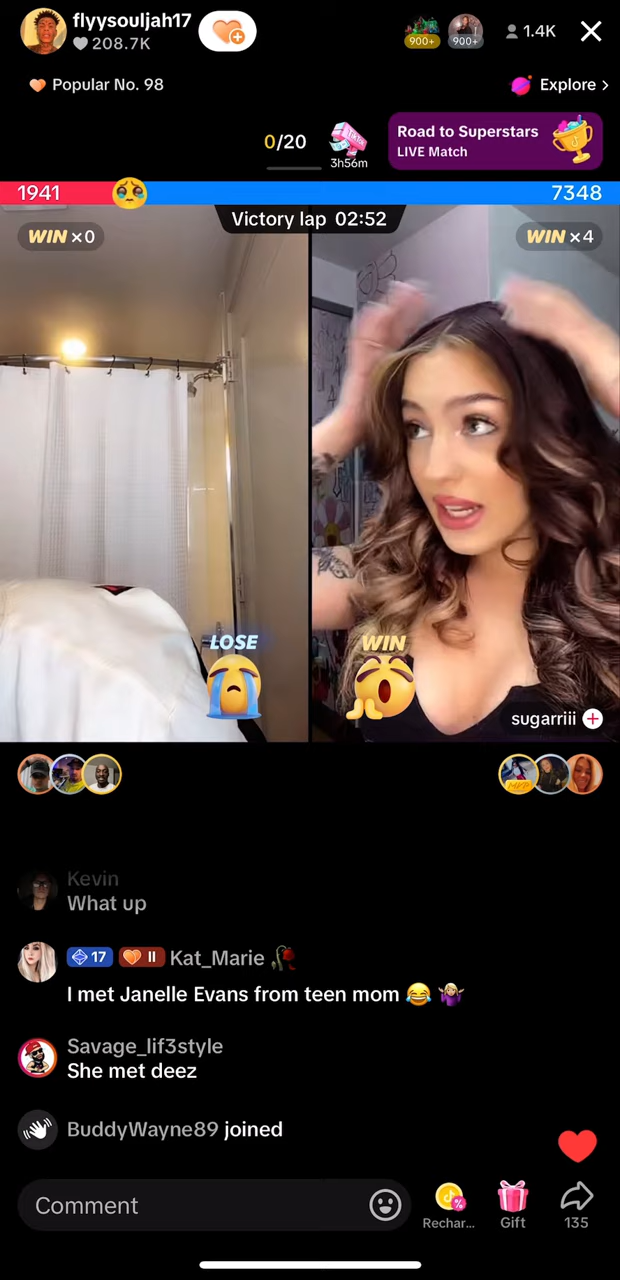 flyysouljah17
208.7K
900+
900+
1.4K
Popular No. 98
Explore >
0/20
3h56m
Road to Superstars
LIVE Match
1941
7348
Victory lap 02:52
WIN ×0
WIN ×4
LOSE
WIN
sugarriii
Kevin
What up
17 II Kat_Marie 🥀
I met Janelle Evans from teen mom 😂 🤷🏼‍♀️
Savage_lif3style
She met deez
BuddyWayne89 joined
Comment
Rechar...
Gift
135